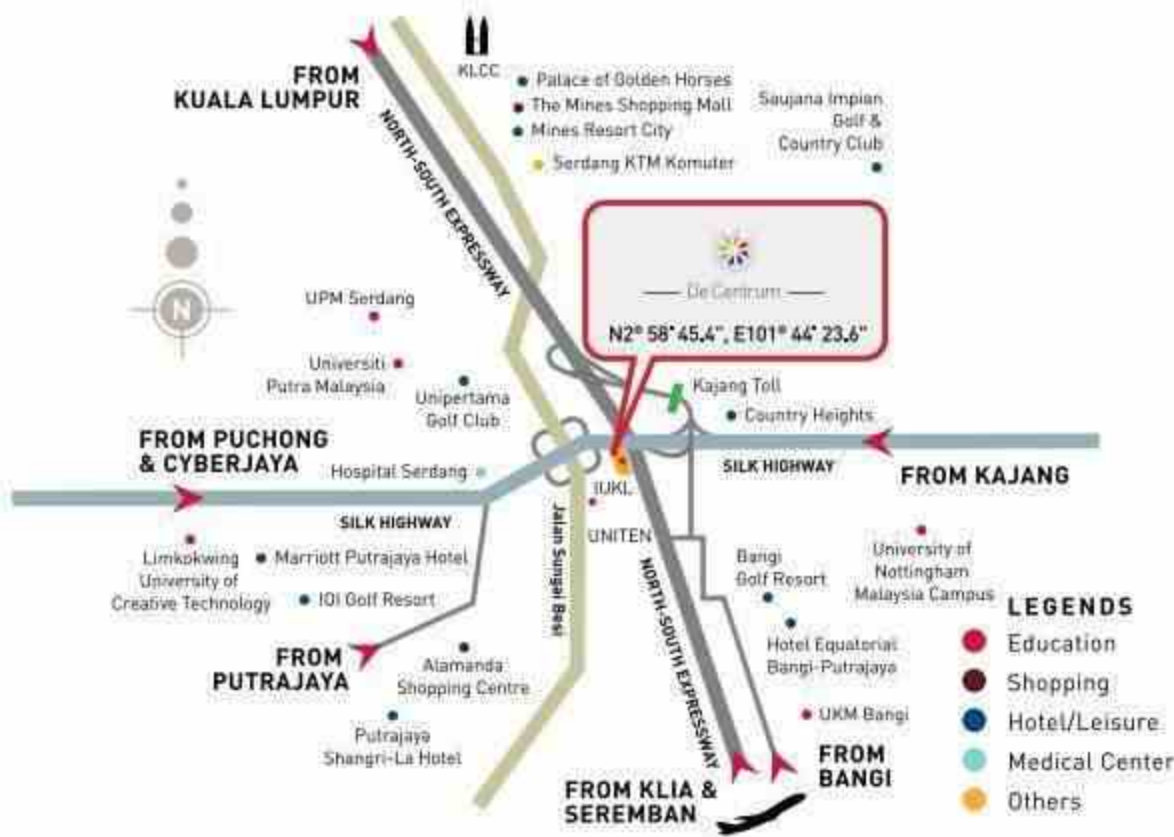 KLCC
FROM
KUALA LUMPUR
Palace of Golden Horses
The Mines Shopping Mall
Mines Resort City
Serdang KTM Komuter
Saujana Impian
Golf &
Country Club
NORTH-SOUTH EXPRESSWAY
N
De Centrum
N2° 58' 45.4", E101° 44' 23.6"
UPM Serdang
Universiti
Putra Malaysia
Unipertama
Golf Club
Kajang Toll
Country Heights
FROM PUCHONG
& CYBERJAYA
Hospital Serdang
SILK HIGHWAY
FROM KAJANG
IUKL
UNITEN
SILK HIGHWAY
Jalan Sungai Besi
Limkokwing
University of
Creative Technology
Marriott Putrajaya Hotel
IOI Golf Resort
FROM
PUTRAJAYA
Alamanda
Shopping Centre
Putrajaya
Shangri-La Hotel
NORTH-SOUTH EXPRESSWAY
Bangi
Golf Resort
Hotel Equatorial
Bangi-Putrajaya
University of
Nottingham
Malaysia Campus
UKM Bangi
FROM KLIA &
SEREMBAN
FROM
BANGI
LEGENDS
Education
Shopping
Hotel/Leisure
Medical Center
Others